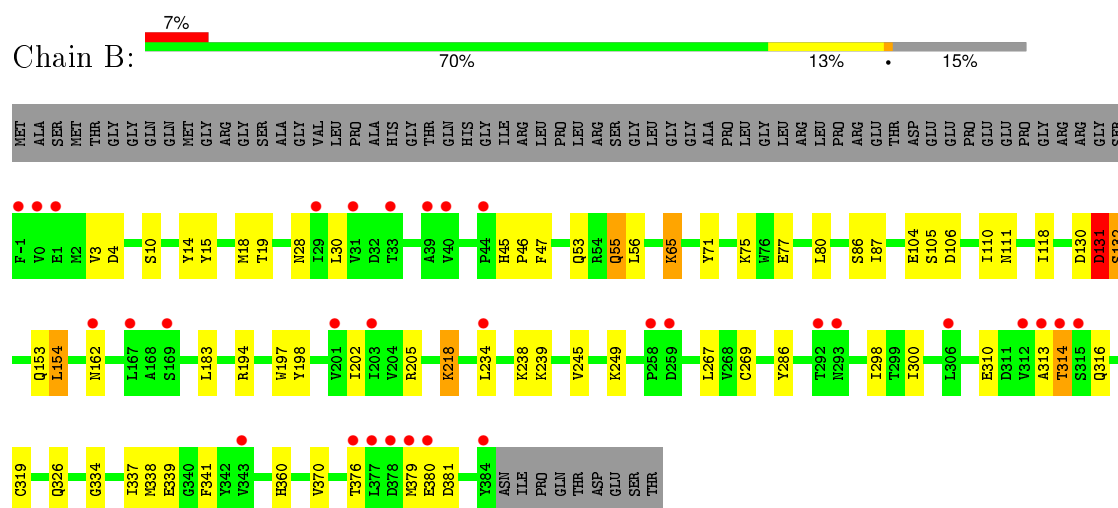 7%
Chain B:
70% 13% • 15%
MET ALA SER MET THR GLY GLY GLN GLN MET GLY ARG GLY SER ALA GLY VAL LEU PRO ALA HIS GLY THR GLN HIS GLY ILE ARG LEU PRO PRO LEU ARG SER GLY LEU GLY GLY ALA PRO LEU GLY LEU ARG LEU PRO ARG GLU THR ASP GLU GLU PRO GLU GLU PRO GLY ARG ARG GLY SER
F-1 V0 E1 M2 V3 D4 S10 Y14 Y15 M18 T19 N28 I29 L30 V31 D32 T33 A39 V40 P44 H45 P46 F47 Q53 R54 Q55 L56 K65 Y71 K75 W76 E77 L80 S86 I87 E104 S105 D106 I110 N111 I118 D130 D131 S132
Q153 L154 N162 L167 A168 S169 L183 R194 W197 Y198 V201 I202 I203 V204 R205 K218 L234 K238 K239 V245 K249 P258 D259 L267 V268 C269 Y286 T292 N293 I298 T299 I300 L306 E310 D311 V312 A313 T314 S315 Q316
C319 Q326 G334 I337 M338 E339 G340 F341 Y342 V343 H360 V370 T376 L377 D378 M379 E380 D381 Y384 ASN ILE PRO GLN THR ASP GLU SER THR